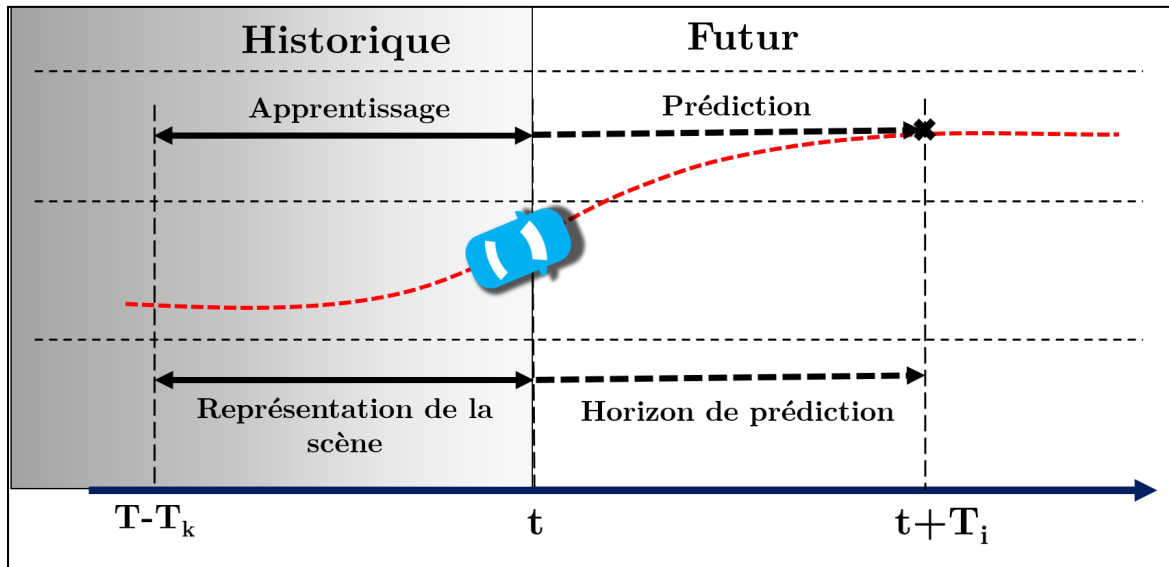 Historique
Futur
Apprentissage
Prédiction
Représentation de la
scène
Horizon de prédiction
T-Tₖ
t
t+Tᵢ